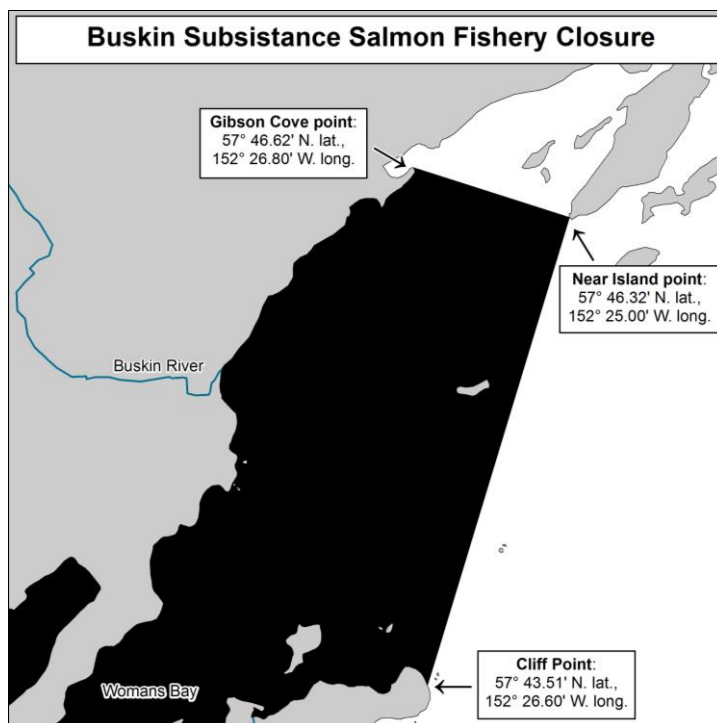 Buskin Subsistance Salmon Fishery Closure
Gibson Cove point:
57° 46.62' N. lat.,
152° 26.80' W. long.
Near Island point:
57° 46.32' N. lat.,
152° 25.00' W. long.
Buskin River
Womans Bay
Cliff Point:
57° 43.51' N. lat.,
152° 26.60' W. long.